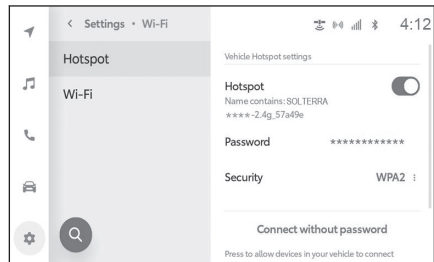 < Settings • Wi-Fi
4:12
Hotspot
Wi-Fi
Vehicle Hotspot settings
Hotspot
Name contains: SOLTERRA
****-2.4g_57a49e
Password ************
Security WPA2
Connect without password
Press to allow devices in your vehicle to connect